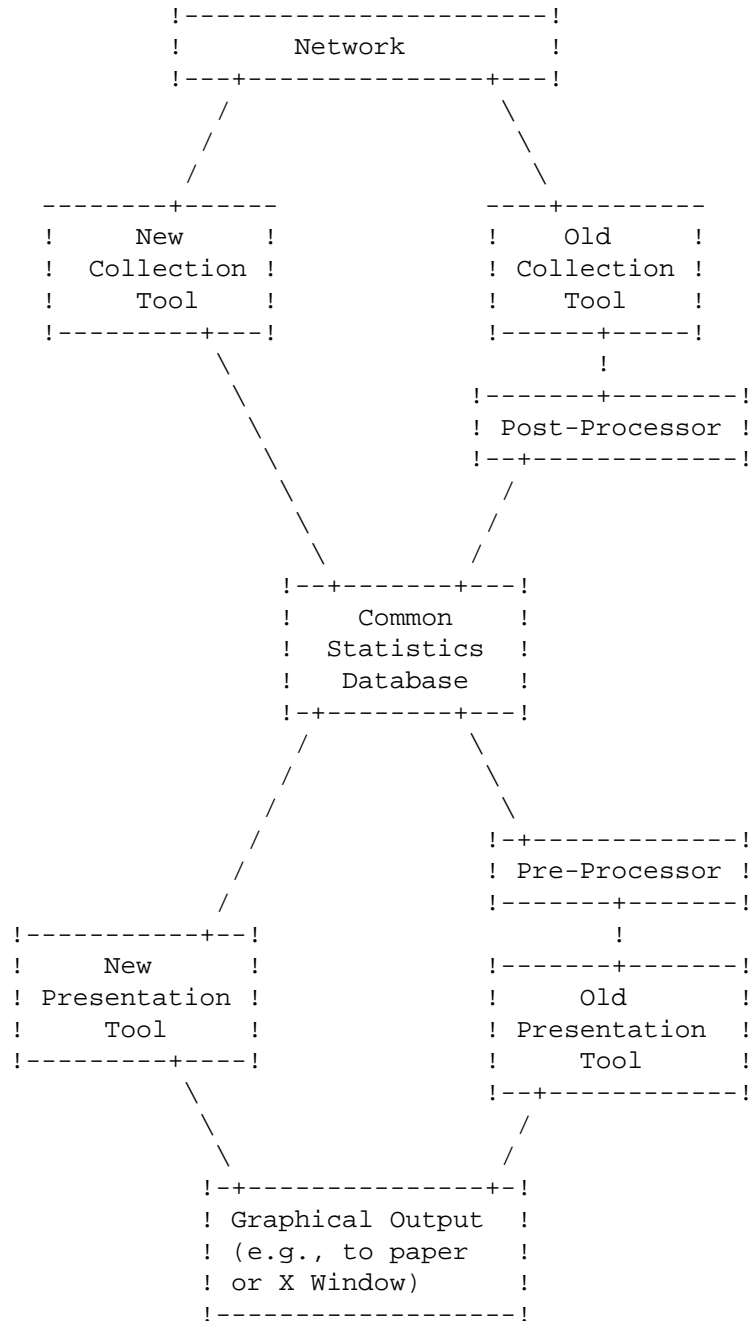 Network
New
Collection
Tool
Old
Collection
Tool
Post-Processor
Common
Statistics
Database
Pre-Processor
New
Presentation
Tool
Old
Presentation
Tool
Graphical Output
(e.g., to paper
or X Window)